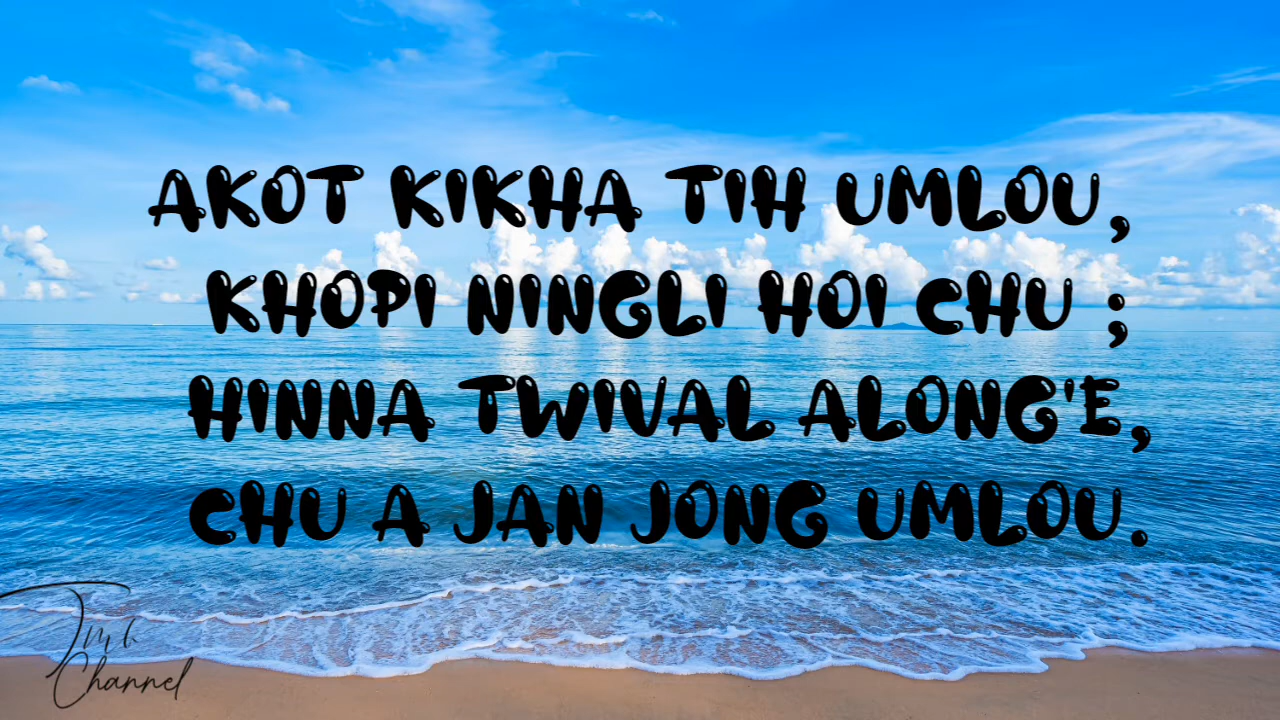 AKOT KIKHA TIH UMLOU,
KHOPI NINGLI HOI CHU ;
HINNA TWIVAL ALONG'E,
CHU A JAN JONG UMLOU.
Channel